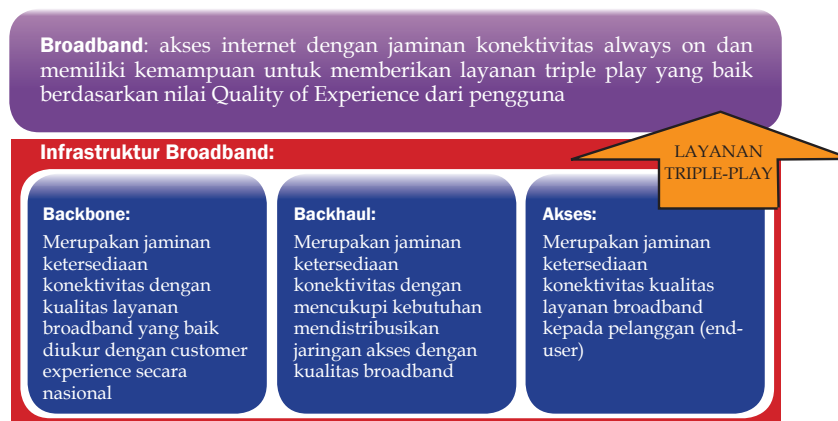 Broadband: akses internet dengan jaminan konektivitas always on dan
memiliki kemampuan untuk memberikan layanan triple play yang baik
berdasarkan nilai Quality of Experience dari pengguna
Infrastruktur Broadband:
LAYANAN
TRIPLE-PLAY
Backbone:
Merupakan jaminan
ketersediaan
konektivitas dengan
kualitas layanan
broadband yang baik
diukur dengan customer
experience secara
nasional
Backhaul:
Merupakan jaminan
ketersediaan
konektivitas dengan
mencukupi kebutuhan
mendistribusikan
jaringan akses dengan
kualitas broadband
Akses:
Merupakan jaminan
ketersediaan
konektivitas kualitas
layanan broadband
kepada pelanggan (end-
user)